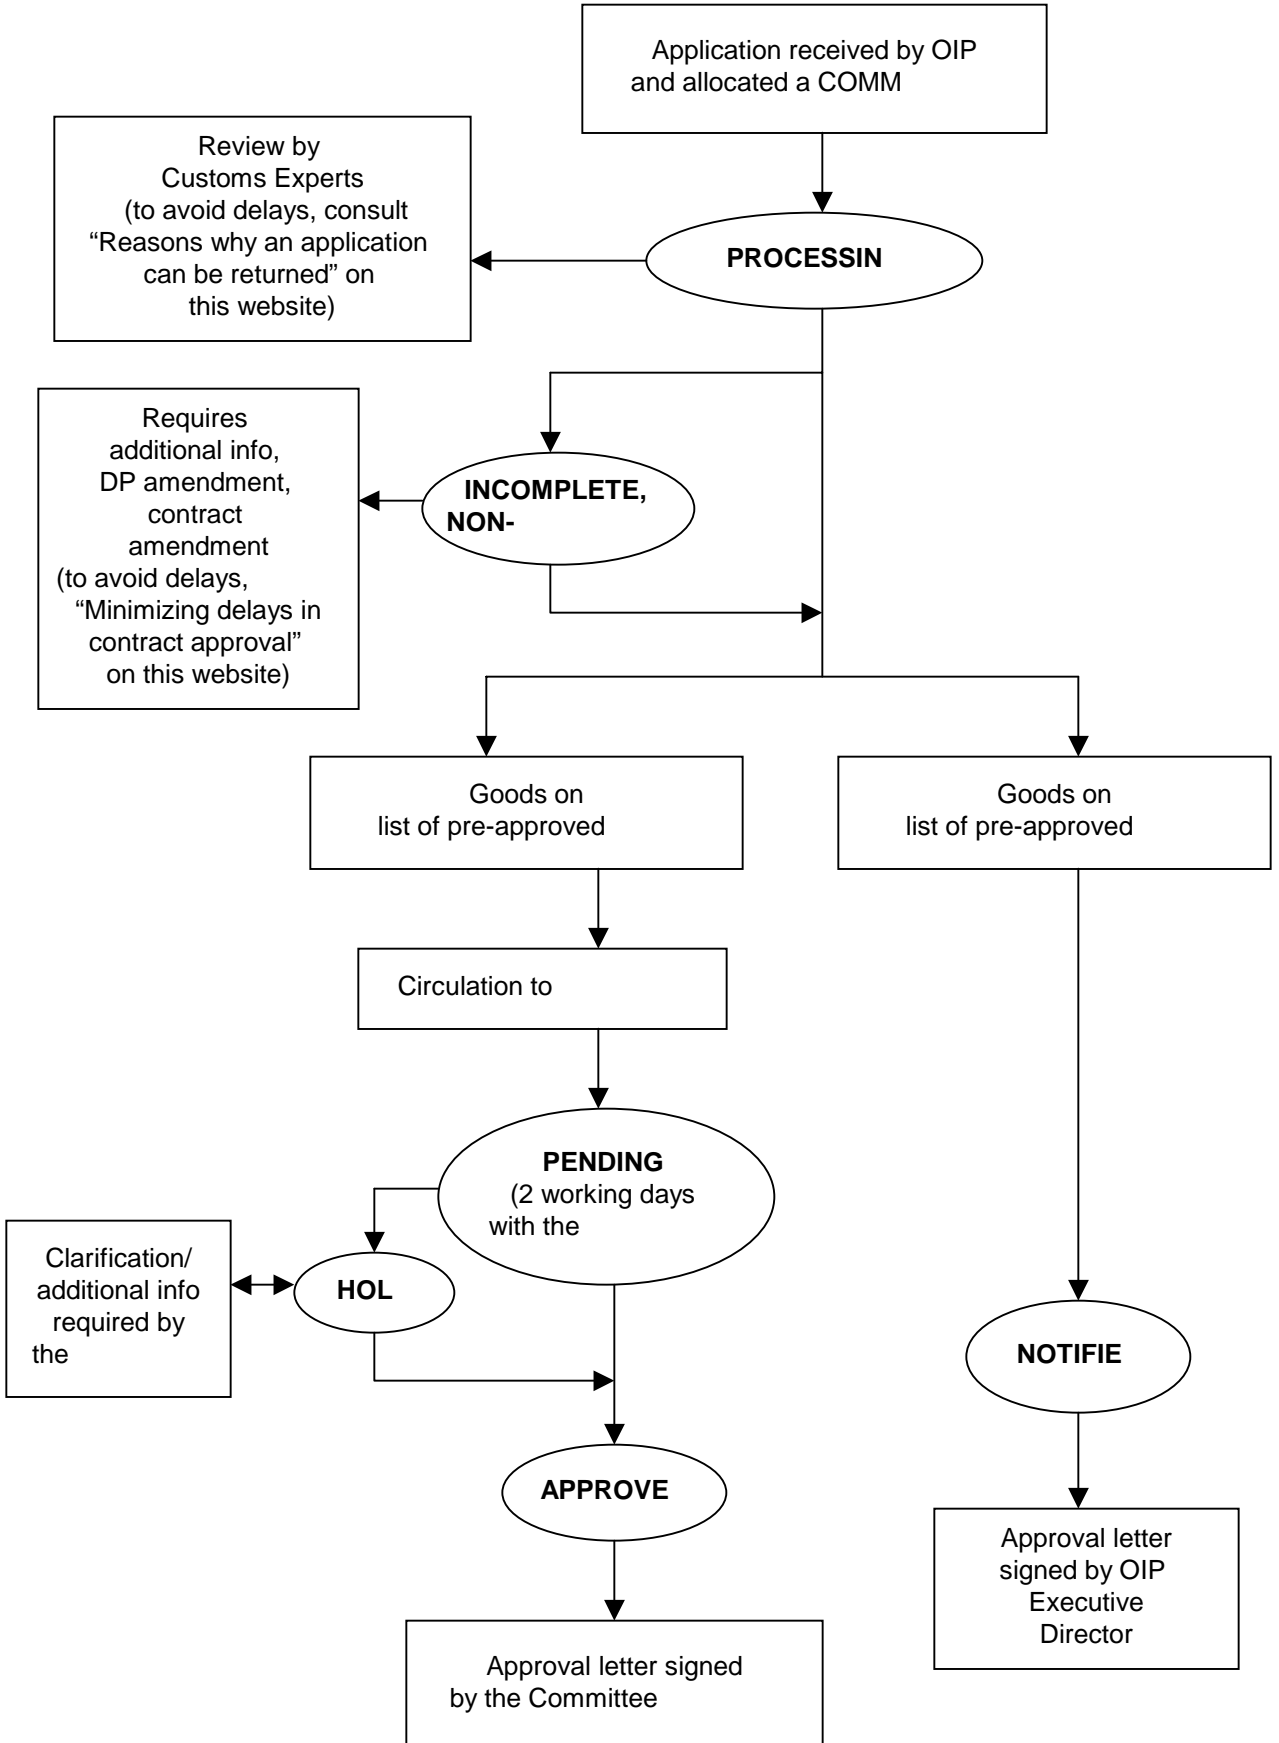 Application received by OIP
and allocated a COMM
Review by
Customs Experts
(to avoid delays, consult
“Reasons why an application
can be returned” on
this website)
PROCESSIN
Requires
additional info,
DP amendment,
contract
amendment
(to avoid delays,
“Minimizing delays in
contract approval”
on this website)
INCOMPLETE,
NON-
Goods on
list of pre-approved
Goods on
list of pre-approved
Circulation to
PENDING
(2 working days
with the
Clarification/
additional info
required by
the
HOL
NOTIFIE
APPROVE
Approval letter
signed by OIP
Executive
Director
Approval letter signed
by the Committee